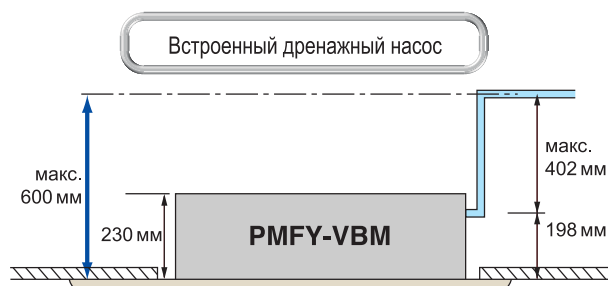 Встроенный дренажный насос
макс.
600 мм
230 мм
PMFY-VBM
макс.
402 мм
198 мм